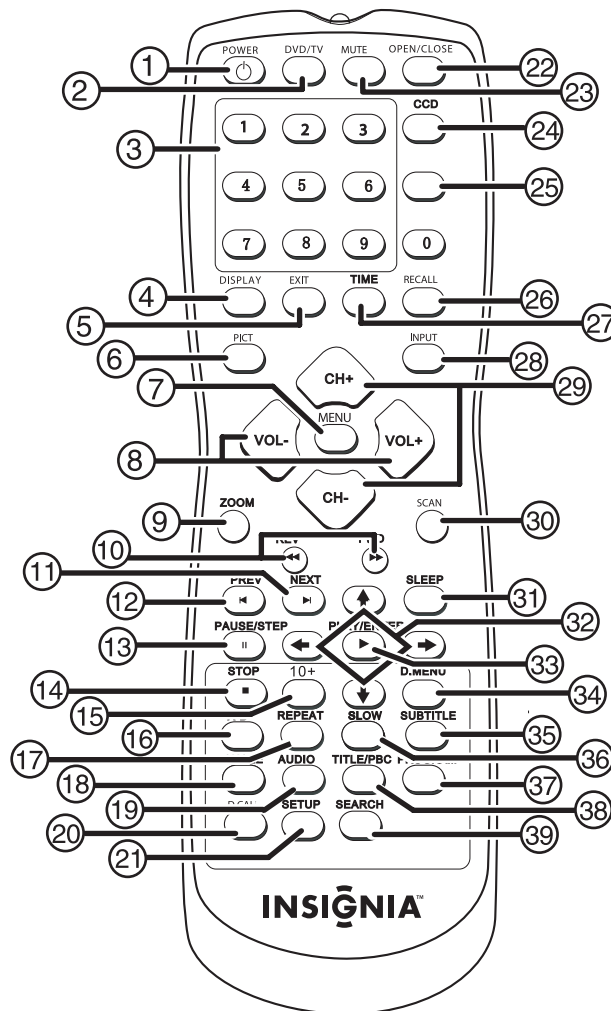 POWER DVD/TV MUTE OPEN/CLOSE
1 2 22 23
CCD
1 2 3 24
3
4 5 6 25
7 8 9 0
DISPLAY EXIT TIME RECALL
4 26
5 27
PICT INPUT
6 28
CH+
29
7 MENU
VOL- VOL+
8
CH-
ZOOM SCAN
9 30
10
11 PREV NEXT SLEEP
12 31
PAUSE/STEP 32
13 33
STOP 10+ D.MENU
14 34
15
REPEAT SLOW SUBTITLE
16 35
17 36
AUDIO TITLE/PBC
18 37
19 38
SETUP SEARCH
20 39
21
INSIGNIA™